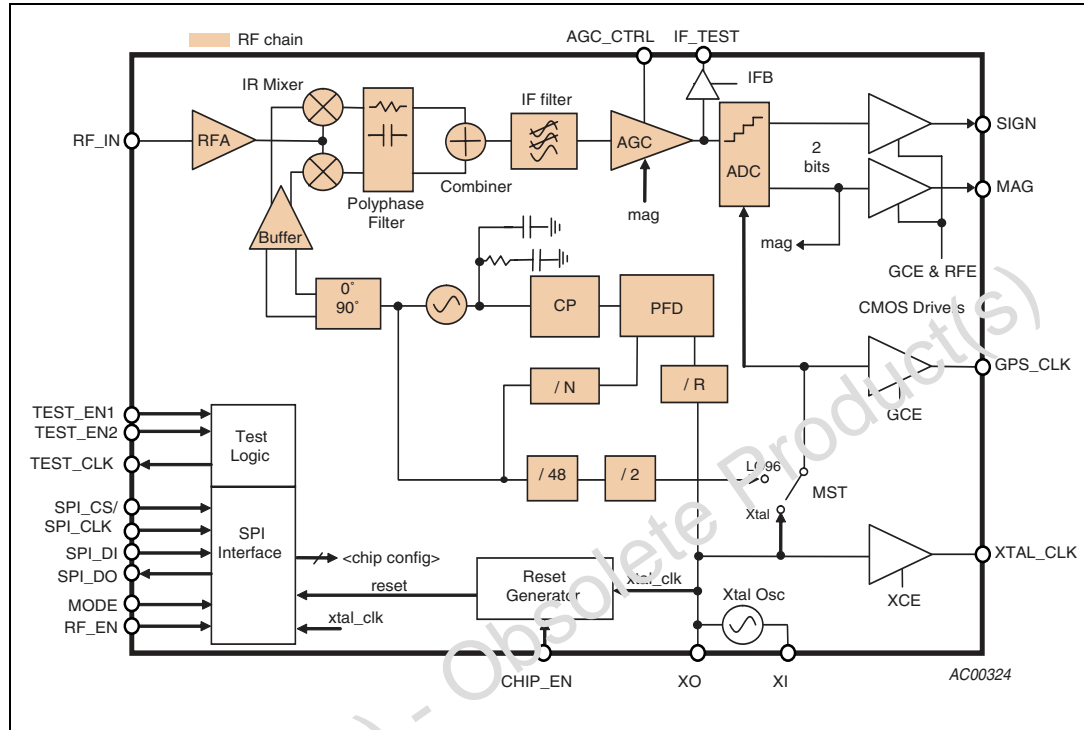 RF chain
AGC_CTRL
IF_TEST
IR Mixer
IFB
IF filter
RF_IN
RFA
AGC
ADC
2
bits
SIGN
MAG
Combiner
Polyphase
Filter
mag
mag
Buffer
GCE & RFE
0°
90°
CP
PFD
CMOS Drivers
GPS_CLK
/ N
/ R
GCE
TEST_EN1
TEST_EN2
TEST_CLK
Test
Logic
/ 48
/ 2
LO96
MST
Xtal
SPI_CS/
SPI_CLK
SPI_DI
SPI_DO
MODE
RF_EN
SPI
Interface
<chip config>
reset
xtal_clk
Reset
Generator
xtal_clk
Xtal Osc
XCE
XTAL_CLK
CHIP_EN
XO
XI
AC00324
) - Obsolete Product(s)